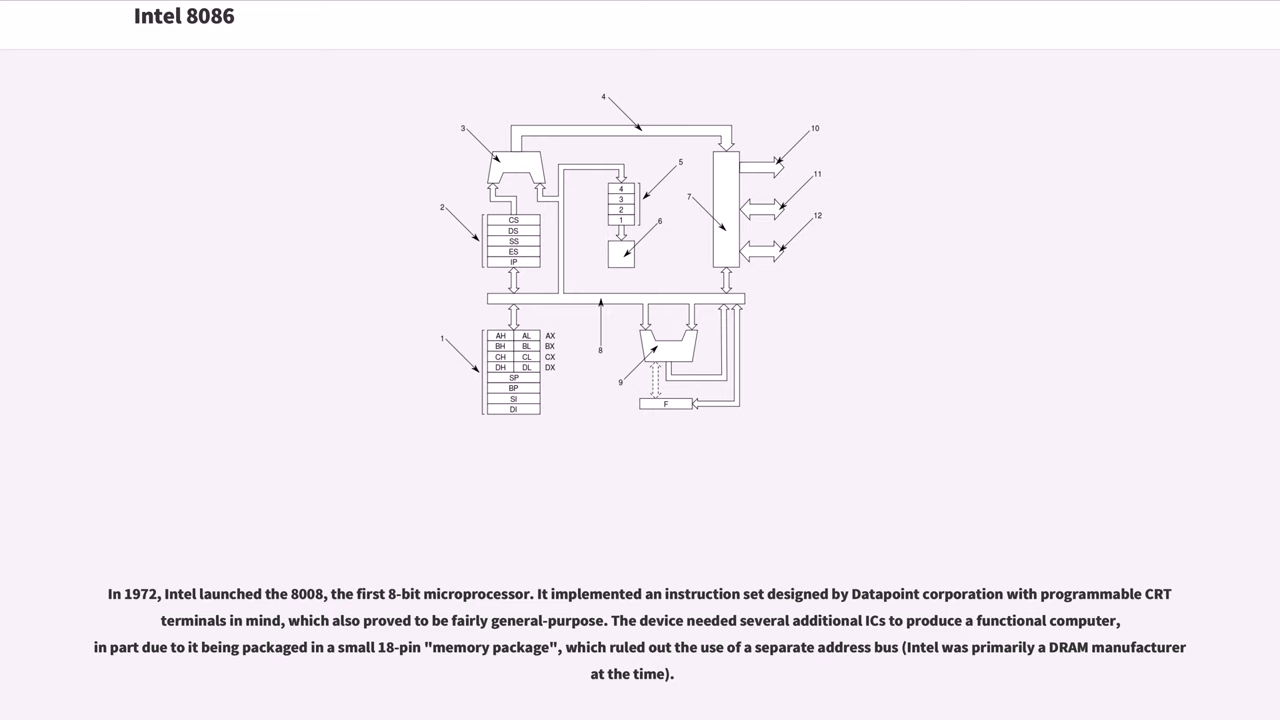 Intel 8086
4
3
10
5
11
4
7
3
2
2
6
12
1
CS
DS
SS
ES
IP
1
AH AL AX
BH BL BX
8
CH CL CX
DH DL DX
9
SP
BP
SI
F
DI
In 1972, Intel launched the 8008, the first 8-bit microprocessor. It implemented an instruction set designed by Datapoint corporation with programmable CRT
terminals in mind, which also proved to be fairly general-purpose. The device needed several additional ICs to produce a functional computer,
in part due to it being packaged in a small 18-pin "memory package", which ruled out the use of a separate address bus (Intel was primarily a DRAM manufacturer
at the time).